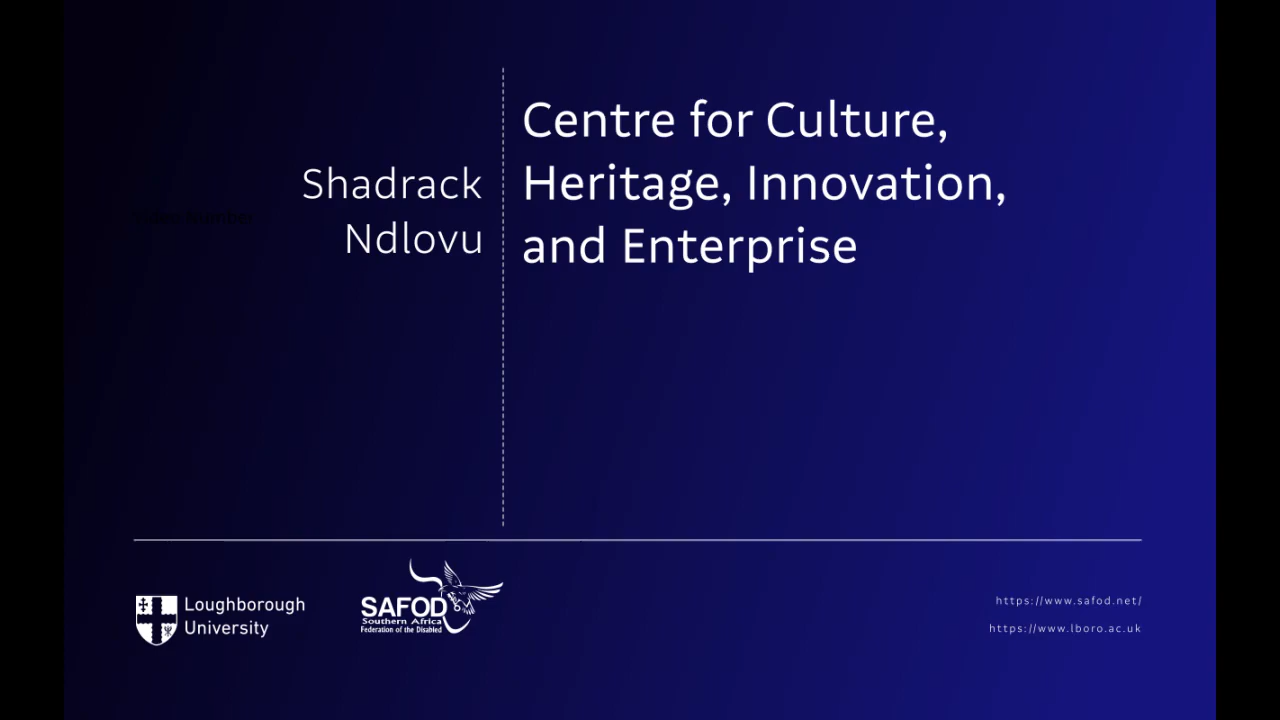 Shadrack
Ndlovu
Centre for Culture,
Heritage, Innovation,
and Enterprise
Loughborough
University
SAFOD
Southern Africa
Federation of the Disabled
https://www.safod.net/
https://www.lboro.ac.uk